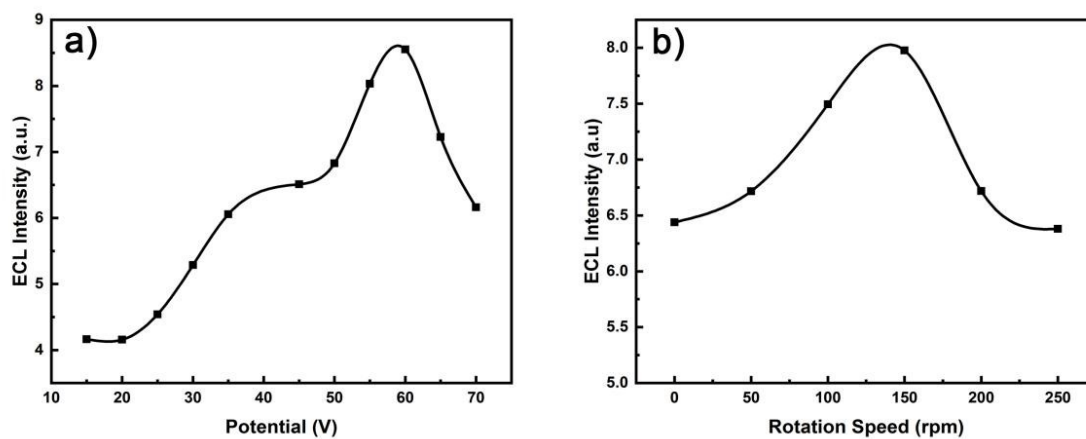 a)
9
8
7
6
5
4
ECL Intensity (a.u.)
10 20 30 40 50 60 70
Potential (V)
b)
8.0
7.5
7.0
6.5
6.0
5.5
5.0
ECL Intensity (a.u)
0 50 100 150 200 250
Rotation Speed (rpm)